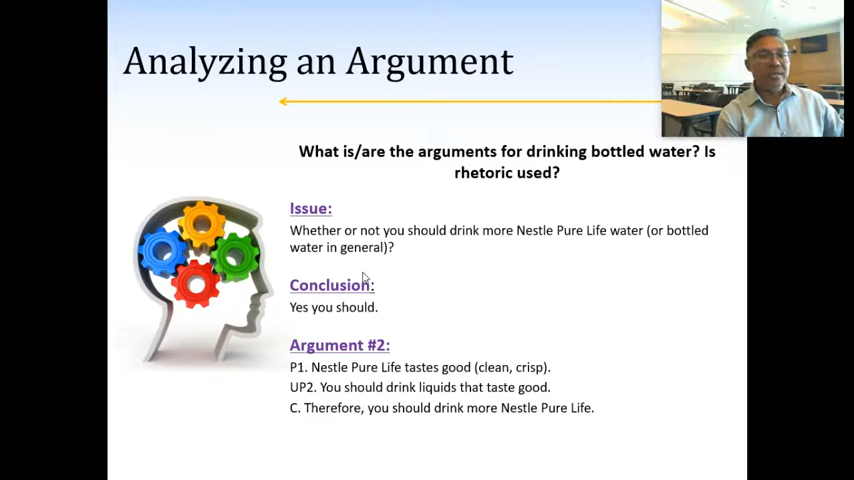 Analyzing an Argument
What is/are the arguments for drinking bottled water? Is
rhetoric used?
Issue:
Whether or not you should drink more Nestle Pure Life water (or bottled
water in general)?
Conclusion:
Yes you should.
Argument #2:
P1. Nestle Pure Life tastes good (clean, crisp).
UP2. You should drink liquids that taste good.
C. Therefore, you should drink more Nestle Pure Life.